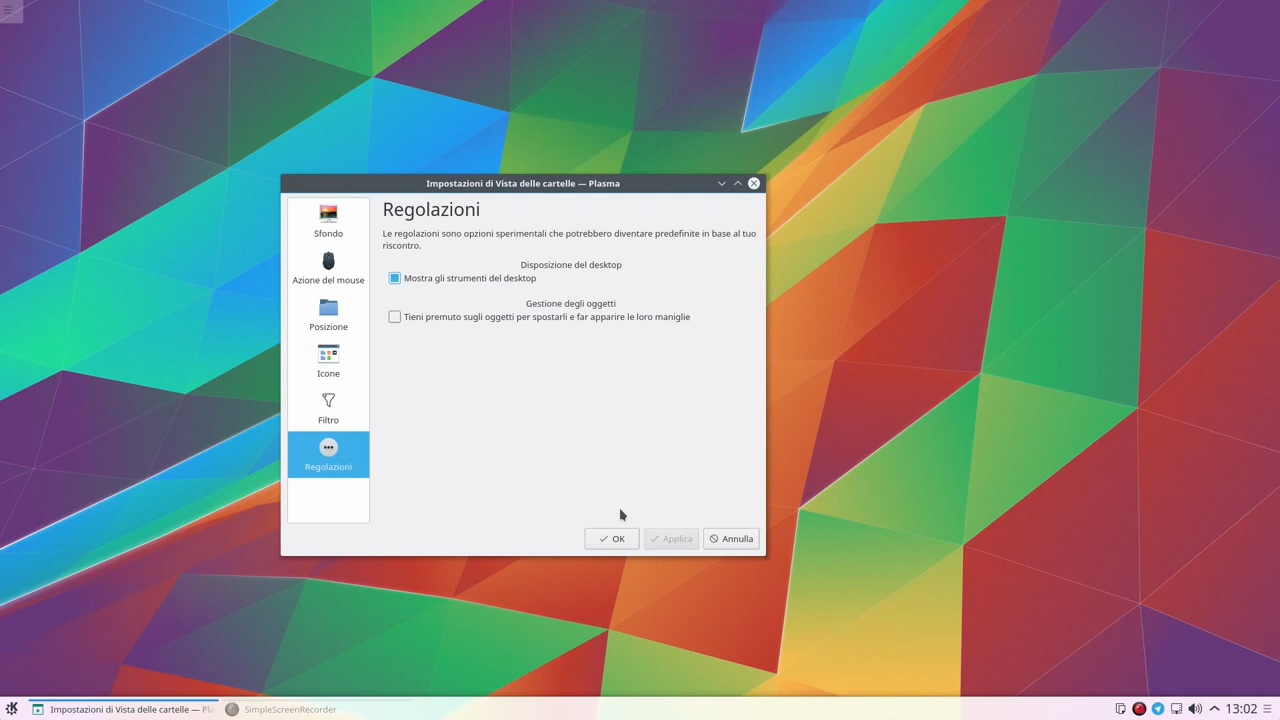 Impostazioni di Vista delle cartelle — Plasma
Sfondo
Azione del mouse
Posizione
Icone
Filtro
Regolazioni
Regolazioni
Le regolazioni sono opzioni sperimentali che potrebbero diventare predefinite in base al tuo
riscontro.
Disposizione del desktop
Mostra gli strumenti del desktop
Gestione degli oggetti
Tieni premuto sugli oggetti per spostarli e far apparire le loro maniglie
OK
Applica
Annulla
Impostazioni di Vista delle cartelle — Pla
SimpleScreenRecorder
13:02